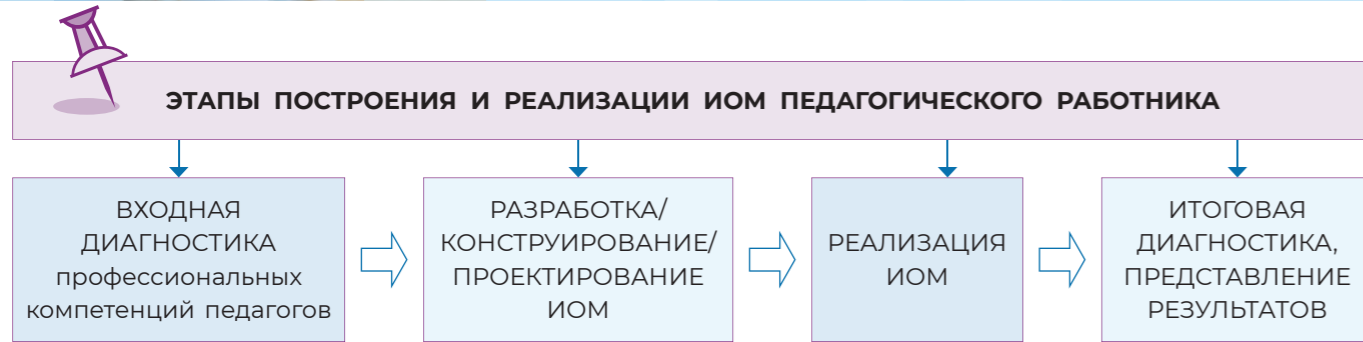 ЭТАПЫ ПОСТРОЕНИЯ И РЕАЛИЗАЦИИ ИОМ ПЕДАГОГИЧЕСКОГО РАБОТНИКА
ВХОДНАЯ
ДИАГНОСТИКА
профессиональных
компетенций педагогов
РАЗРАБОТКА/
КОНСТРУИРОВАНИЕ/
ПРОЕКТИРОВАНИЕ
ИОМ
РЕАЛИЗАЦИЯ
ИОМ
ИТОГОВАЯ
ДИАГНОСТИКА,
ПРЕДСТАВЛЕНИЕ
РЕЗУЛЬТАТОВ